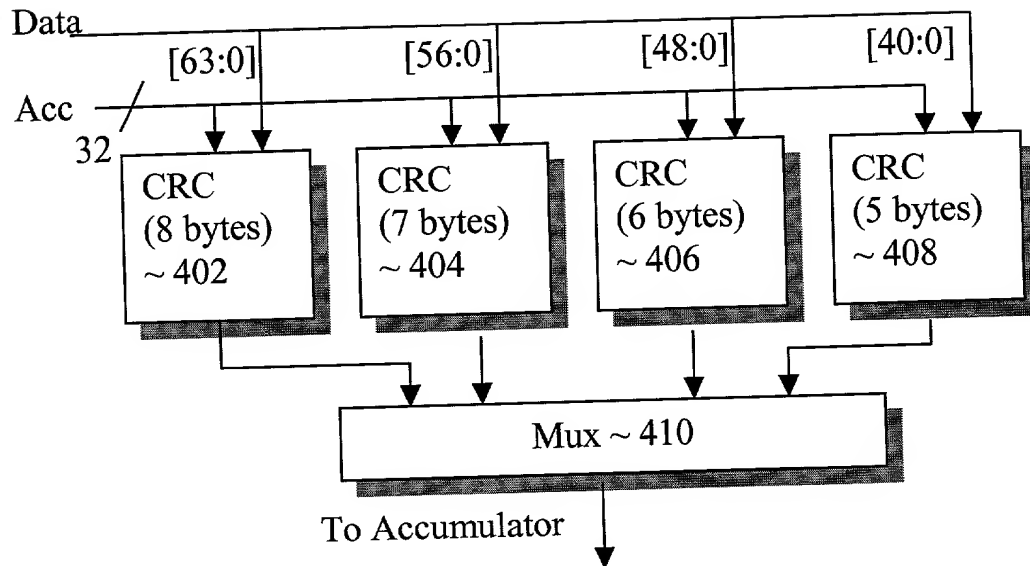 Data
[63:0] [56:0] [48:0] [40:0]
Acc
32
CRC
(8 bytes)
~ 402
CRC
(7 bytes)
~ 404
CRC
(6 bytes)
~ 406
CRC
(5 bytes)
~ 408
Mux ~ 410
To Accumulator